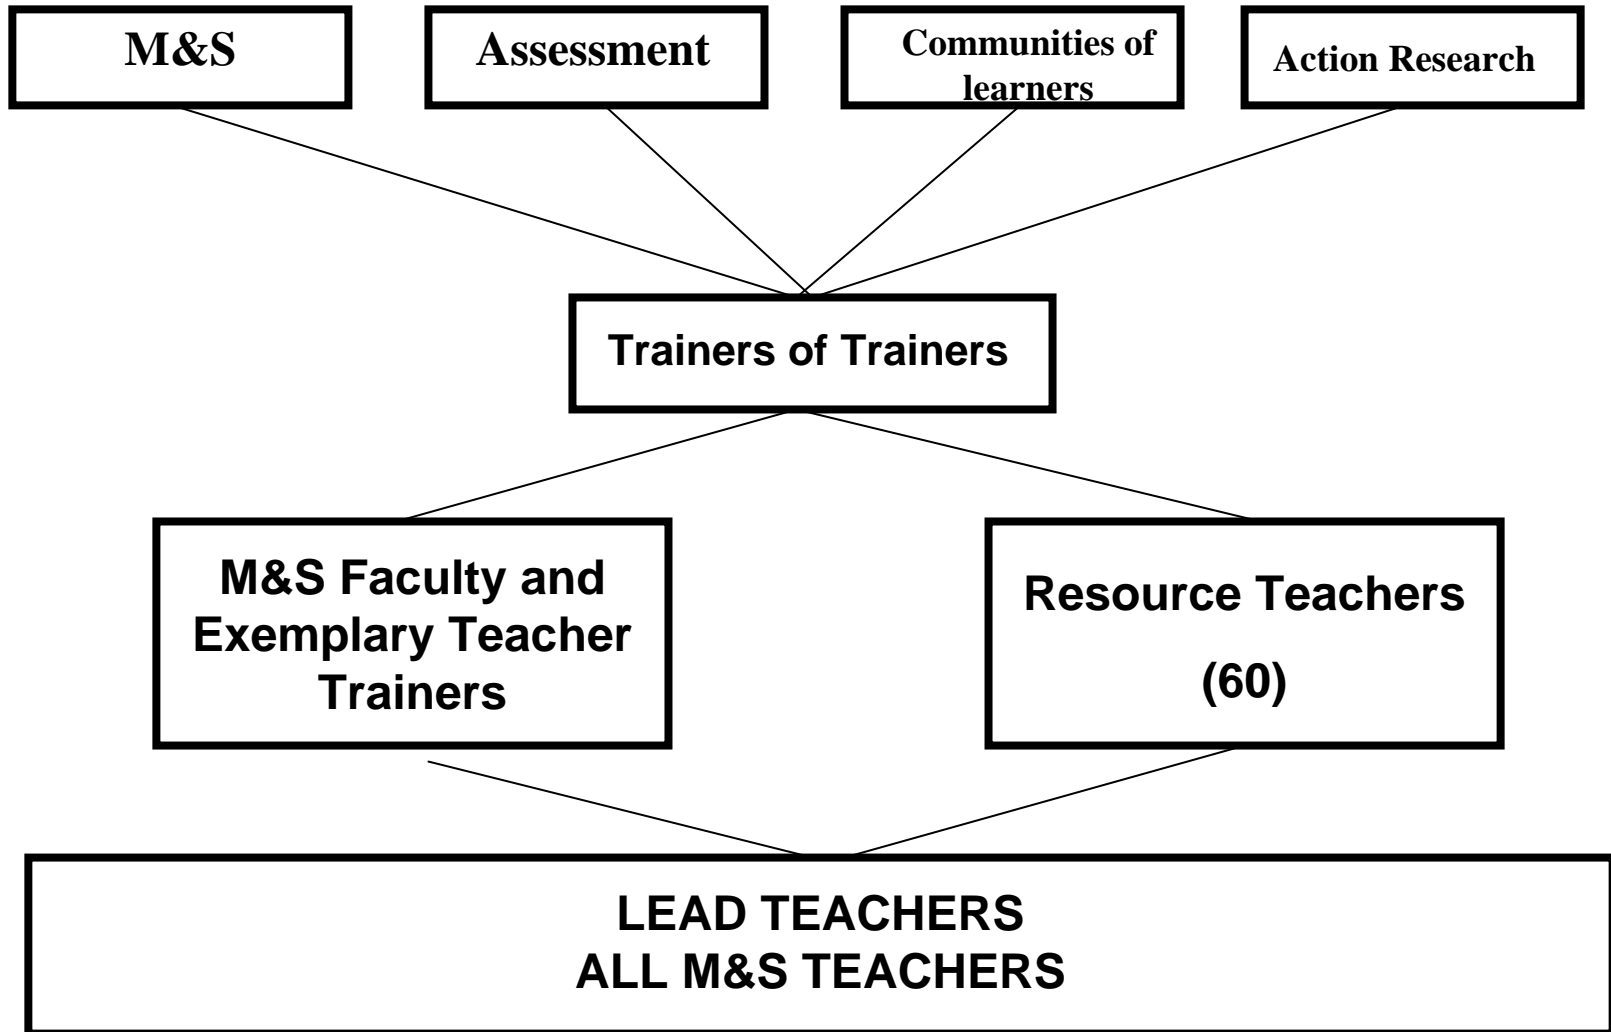 M&S
Assessment
Communities of
learners
Action Research
Trainers of Trainers
M&S Faculty and
Exemplary Teacher
Trainers
Resource Teachers
(60)
LEAD TEACHERS
ALL M&S TEACHERS